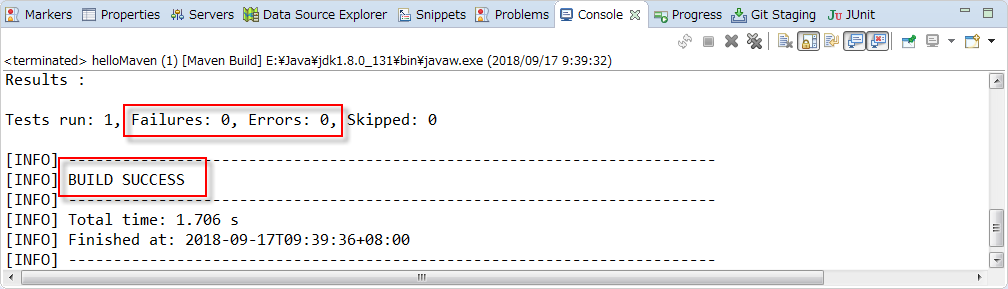 Markers Properties Servers Data Source Explorer Snippets Problems Console Progress Git Staging JUnit
<terminated> helloMaven (1) [Maven Build] E:¥Java¥jdk1.8.0_131¥bin¥javaw.exe (2018/09/17 9:39:32)
Results :
Tests run: 1, Failures: 0, Errors: 0, Skipped: 0
[INFO] ------------------------------------------------------------------------
[INFO] BUILD SUCCESS
[INFO] ------------------------------------------------------------------------
[INFO] Total time: 1.706 s
[INFO] Finished at: 2018-09-17T09:39:36+08:00
[INFO] ------------------------------------------------------------------------